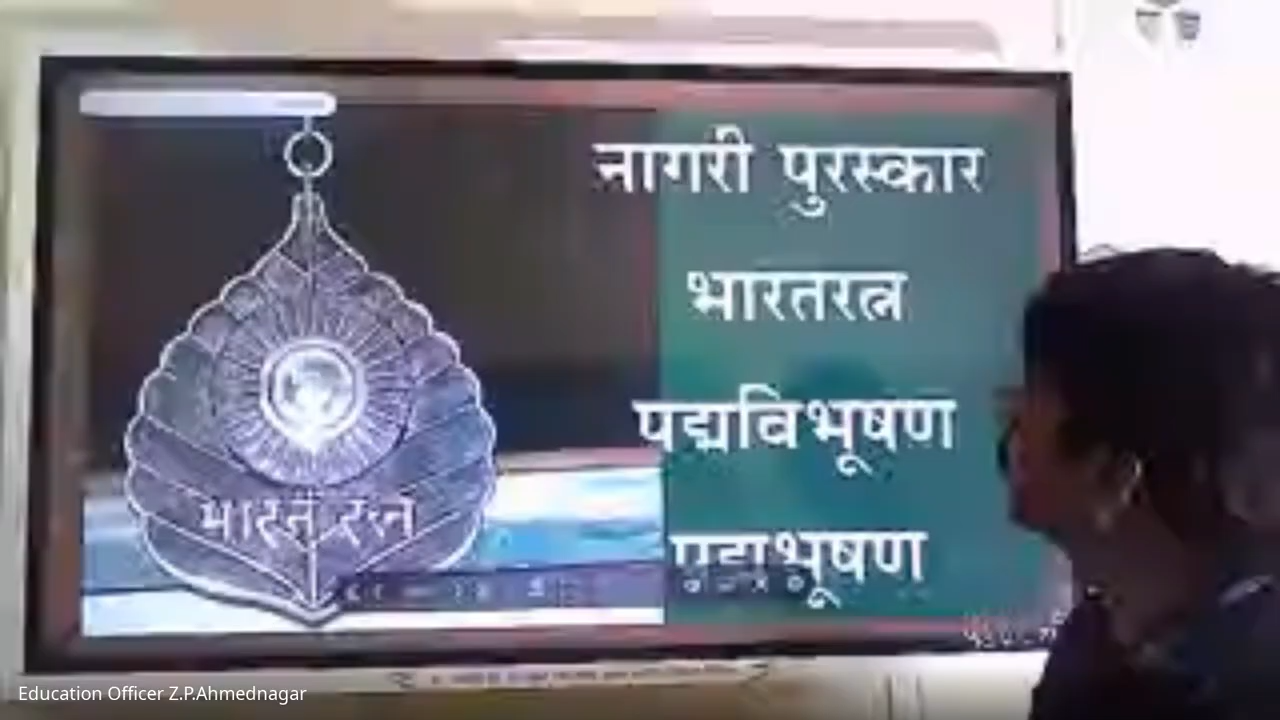 नागरी पुरस्कार
भारतरत्न
पद्मविभूषण
पद्मभूषण
भारत रत्न
Education Officer Z.P.Ahmednagar